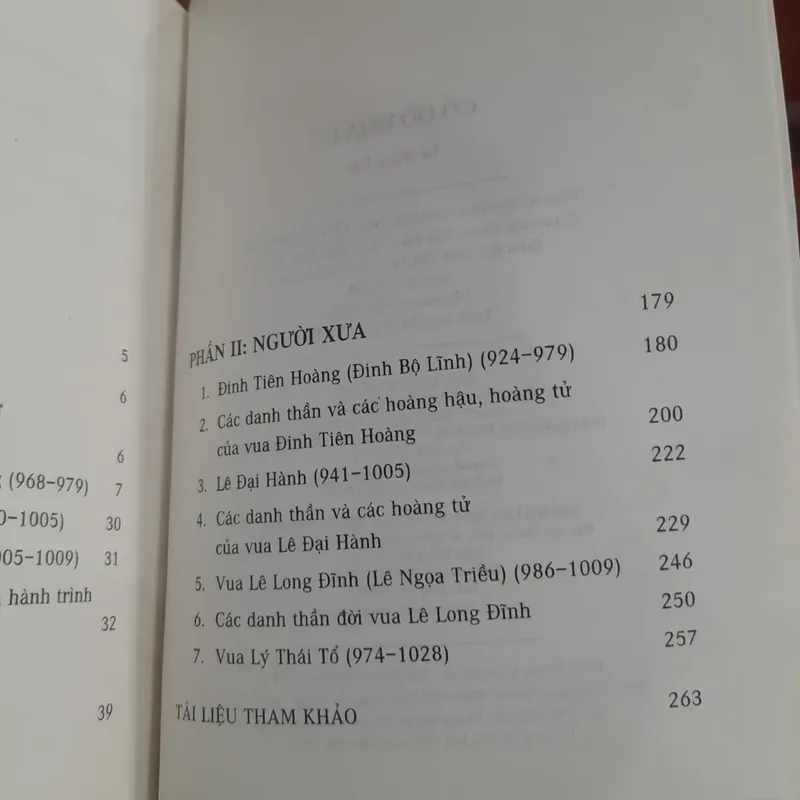 5
6
6
(968-979) 7
-1005) 30
1009) 31
hành trình
32
39
PHẦN II: NGƯỜI XƯA 179
1. Đinh Tiên Hoàng (Đinh Bộ Lĩnh) (924-979) 180
2. Các danh thần và các hoàng hậu, hoàng tử
của vua Đinh Tiên Hoàng 200
3. Lê Đại Hành (941-1005) 222
4. Các danh thần và các hoàng tử
của vua Lê Đại Hành 229
5. Vua Lê Long Đĩnh (Lê Ngọa Triều) (986-1009) 246
6. Các danh thần đời vua Lê Long Đĩnh 250
7. Vua Lý Thái Tổ (974-1028) 257
TÀI LIỆU THAM KHẢO 263